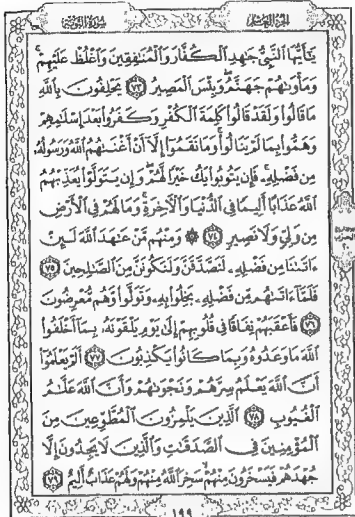 الجزء العاشر
سورة التوبة
يَٰٓأَيُّهَا ٱلنَّبِيُّ جَٰهِدِ ٱلۡكُفَّارَ وَٱلۡمُنَٰفِقِينَ وَٱغۡلُظۡ عَلَيۡهِمۡۚ
وَمَأۡوَىٰهُمۡ جَهَنَّمُۖ وَبِئۡسَ ٱلۡمَصِيرُ ٧٣ يَحۡلِفُونَ بِٱللَّهِ
مَا قَالُواْ وَلَقَدۡ قَالُواْ كَلِمَةَ ٱلۡكُفۡرِ وَكَفَرُواْ بَعۡدَ إِسۡلَٰمِهِمۡ
وَهَمُّواْ بِمَا لَمۡ يَنَالُواْۚ وَمَا نَقَمُوٓاْ إِلَّآ أَنۡ أَغۡنَىٰهُمُ ٱللَّهُ وَرَسُولُهُۥ
مِن فَضۡلِهِۦۚ فَإِن يَتُوبُواْ يَكُ خَيۡرٗا لَّهُمۡۖ وَإِن يَتَوَلَّوۡاْ يُعَذِّبۡهُمُ
ٱللَّهُ عَذَابًا أَلِيمٗا فِي ٱلدُّنۡيَا وَٱلۡأٓخِرَةِۚ وَمَا لَهُمۡ فِي ٱلۡأَرۡضِ
مِن وَلِيّٖ وَلَا نَصِيرٖ ٧٤ ۞ وَمِنۡهُم مَّنۡ عَٰهَدَ ٱللَّهَ لَئِنۡ
ءَاتَىٰنَا مِن فَضۡلِهِۦ لَنَصَّدَّقَنَّ وَلَنَكُونَنَّ مِنَ ٱلصَّٰلِحِينَ ٧٥
فَلَمَّآ ءَاتَىٰهُم مِّن فَضۡلِهِۦ بَخِلُواْ بِهِۦ وَتَوَلَّواْ وَّهُم مُّعۡرِضُونَ
٧٦ فَأَعۡقَبَهُمۡ نِفَاقٗا فِي قُلُوبِهِمۡ إِلَىٰ يَوۡمِ يَلۡقَوۡنَهُۥ بِمَآ أَخۡلَفُواْ
ٱللَّهَ مَا وَعَدُوهُ وَبِمَا كَانُواْ يَكۡذِبُونَ ٧٧ أَلَمۡ يَعۡلَمُوٓاْ
أَنَّ ٱللَّهَ يَعۡلَمُ سِرَّهُمۡ وَنَجۡوَىٰهُمۡ وَأَنَّ ٱللَّهَ عَلَّٰمُ
ٱلۡغُيُوبِ ٧٨ ٱلَّذِينَ يَلۡمِزُونَ ٱلۡمُطَّوِّعِينَ مِنَ
ٱلۡمُؤۡمِنِينَ فِي ٱلصَّدَقَٰتِ وَٱلَّذِينَ لَا يَجِدُونَ إِلَّا
جُهۡدَهُمۡ فَيَسۡخَرُونَ مِنۡهُمۡ سَخِرَ ٱللَّهُ مِنۡهُمۡ وَلَهُمۡ عَذَابٌ أَلِيمٌ ٧٩
١٩٩